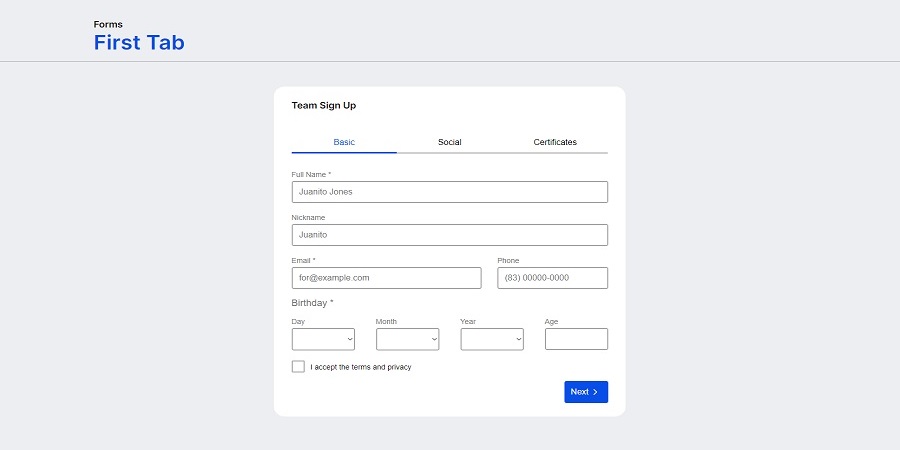 Forms
First Tab
Team Sign Up
Basic Social Certificates
Full Name *
Juanito Jones
Nickname
Juanito
Email * Phone
for@example.com (83) 00000-0000
Birthday *
Day Month Year Age
I accept the terms and privacy
Next